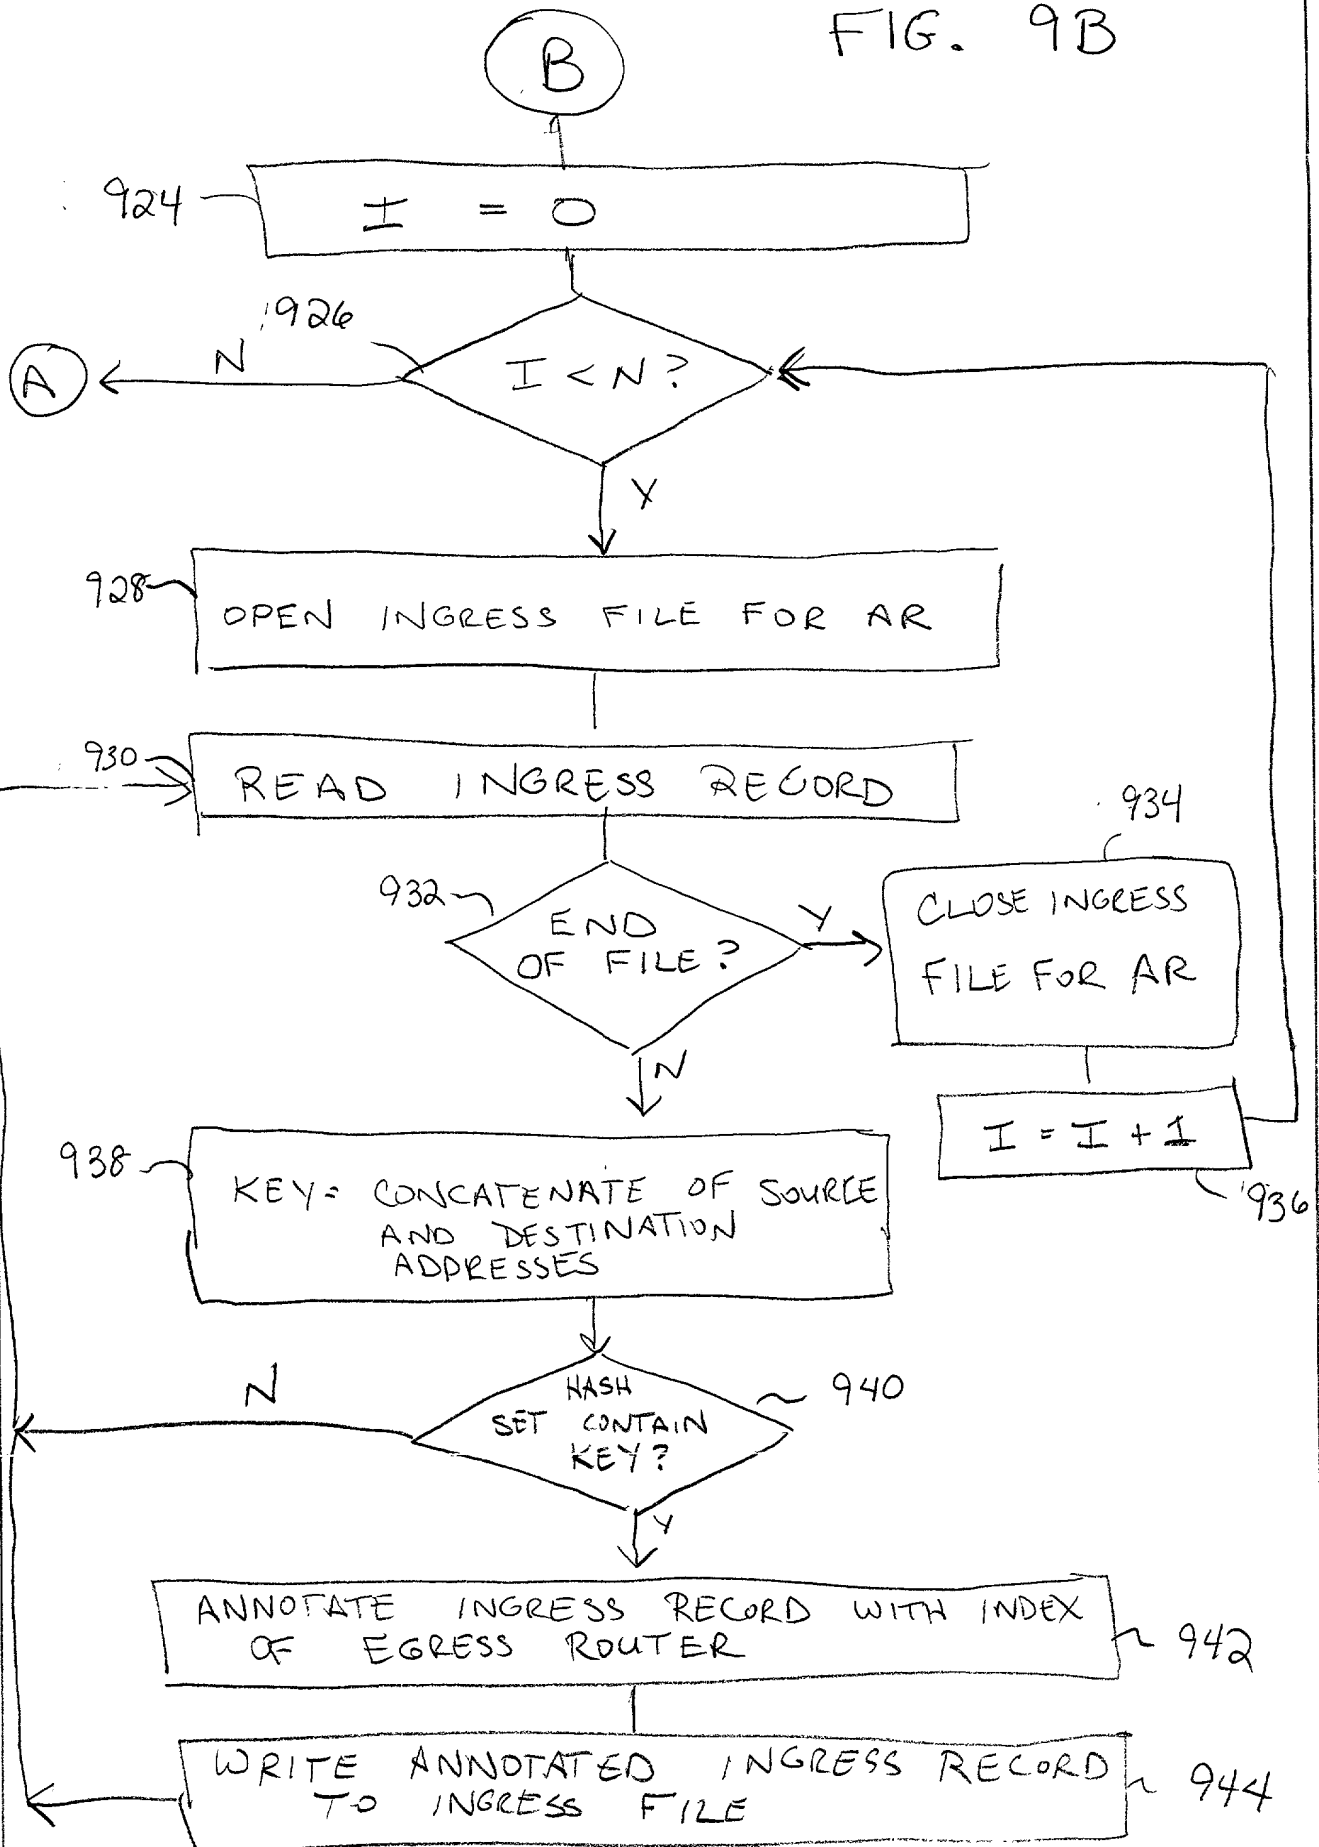 FIG. 9B
B
924
I = 0
926
I < N?
N
A
Y
928
OPEN INGRESS FILE FOR AR
930
READ INGRESS RECORD
932
END
OF FILE?
Y
934
CLOSE INGRESS
FILE FOR AR
N
I = I + 1
936
938
KEY= CONCATENATE OF SOURCE
AND DESTINATION
ADDRESSES
N
HASH
SET CONTAIN
KEY?
940
Y
ANNOTATE INGRESS RECORD WITH INDEX
OF EGRESS ROUTER
942
WRITE ANNOTATED INGRESS RECORD
TO INGRESS FILE
944